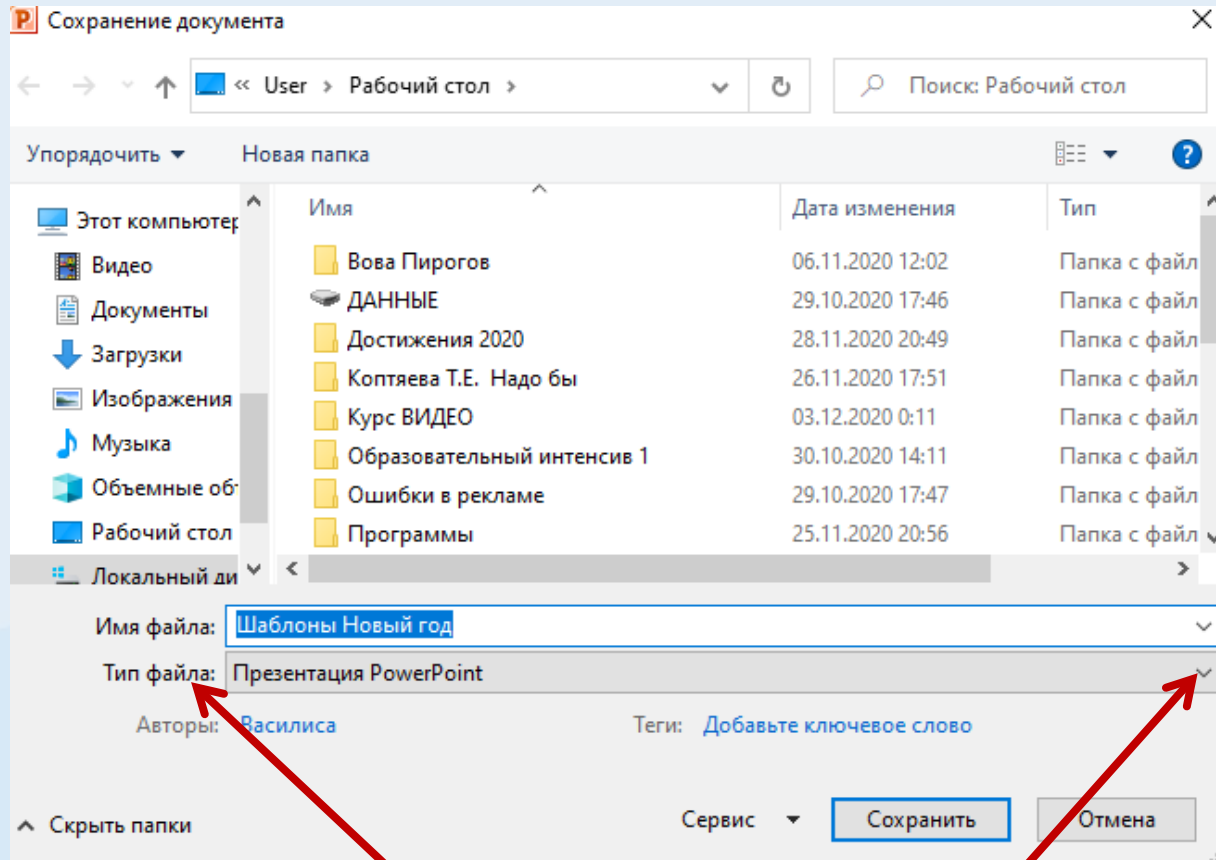 Сохранение документа
« User › Рабочий стол ›
Поиск: Рабочий стол
Упорядочить
Новая папка
?
Имя Дата изменения Тип
Этот компьютер
Видео
Документы
Загрузки
Изображения
Музыка
Объемные об
Рабочий стол
Локальный ди
Вова Пирогов 06.11.2020 12:02 Папка с файл
ДАННЫЕ 29.10.2020 17:46 Папка с файл
Достижения 2020 28.11.2020 20:49 Папка с файл
Коптяева Т.Е. Надо бы 26.11.2020 17:51 Папка с файл
Курс ВИДЕО 03.12.2020 0:11 Папка с файл
Образовательный интенсив 1 30.10.2020 14:11 Папка с файл
Ошибки в рекламе 29.10.2020 17:47 Папка с файл
Программы 25.11.2020 20:56 Папка с файл
Имя файла: Шаблоны Новый год
Тип файла: Презентация PowerPoint
Авторы: Василиса
Теги: Добавьте ключевое слово
Скрыть папки
Сервис
Сохранить
Отмена